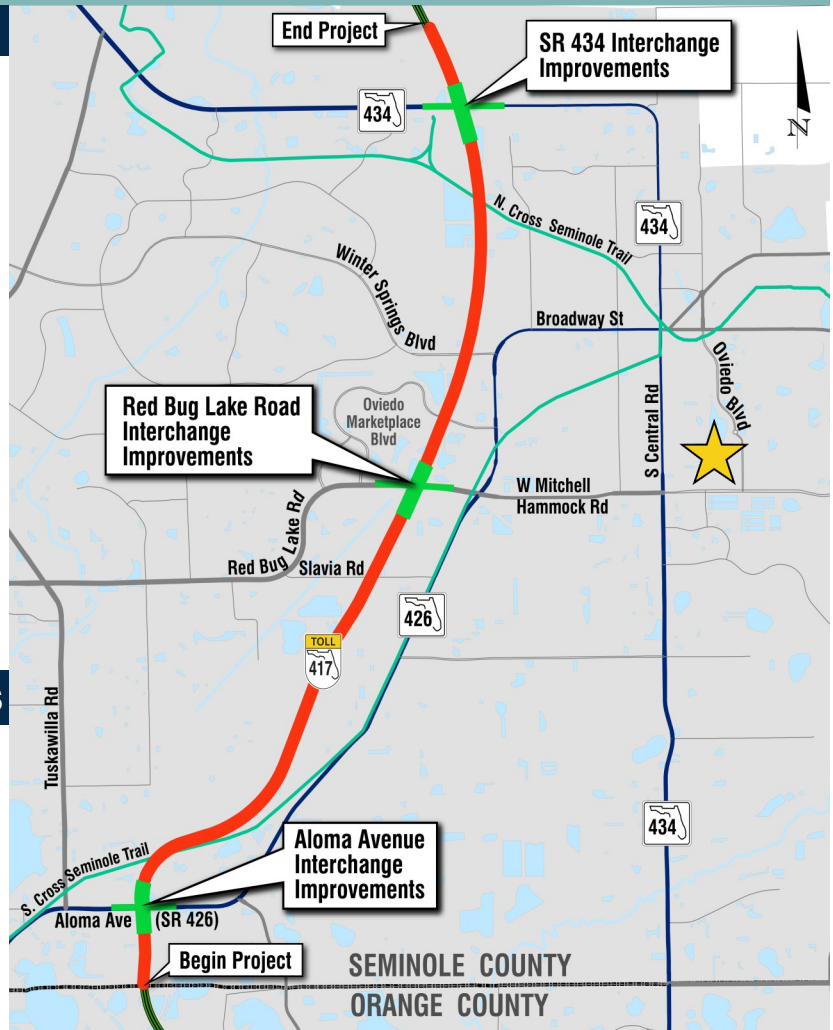 End Project
SR 434 Interchange
Improvements
434
N
N. Cross Seminole Trail
434
Winter Springs Blvd
Broadway St
Oviedo Blvd
Red Bug Lake Road
Interchange
Improvements
Oviedo
Marketplace
Blvd
S Central Rd
W Mitchell
Hammock Rd
Red Bug Lake Rd
Slavia Rd
426
TOLL
417
Tuskawilla Rd
434
Aloma Avenue
Interchange
Improvements
S. Cross Seminole Trail
Aloma Ave (SR 426)
Begin Project
SEMINOLE COUNTY
ORANGE COUNTY